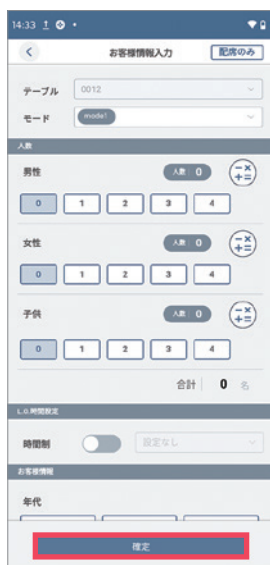 14:33
お客様情報入力
配席のみ
テーブル 0012
モード mode1
人数
男性 人数 0
0 1 2 3 4
女性 人数 0
0 1 2 3 4
子供 人数 0
0 1 2 3 4
合計 0 名
L.O.時間設定
時間制 設定なし
お客様情報
年代
確定